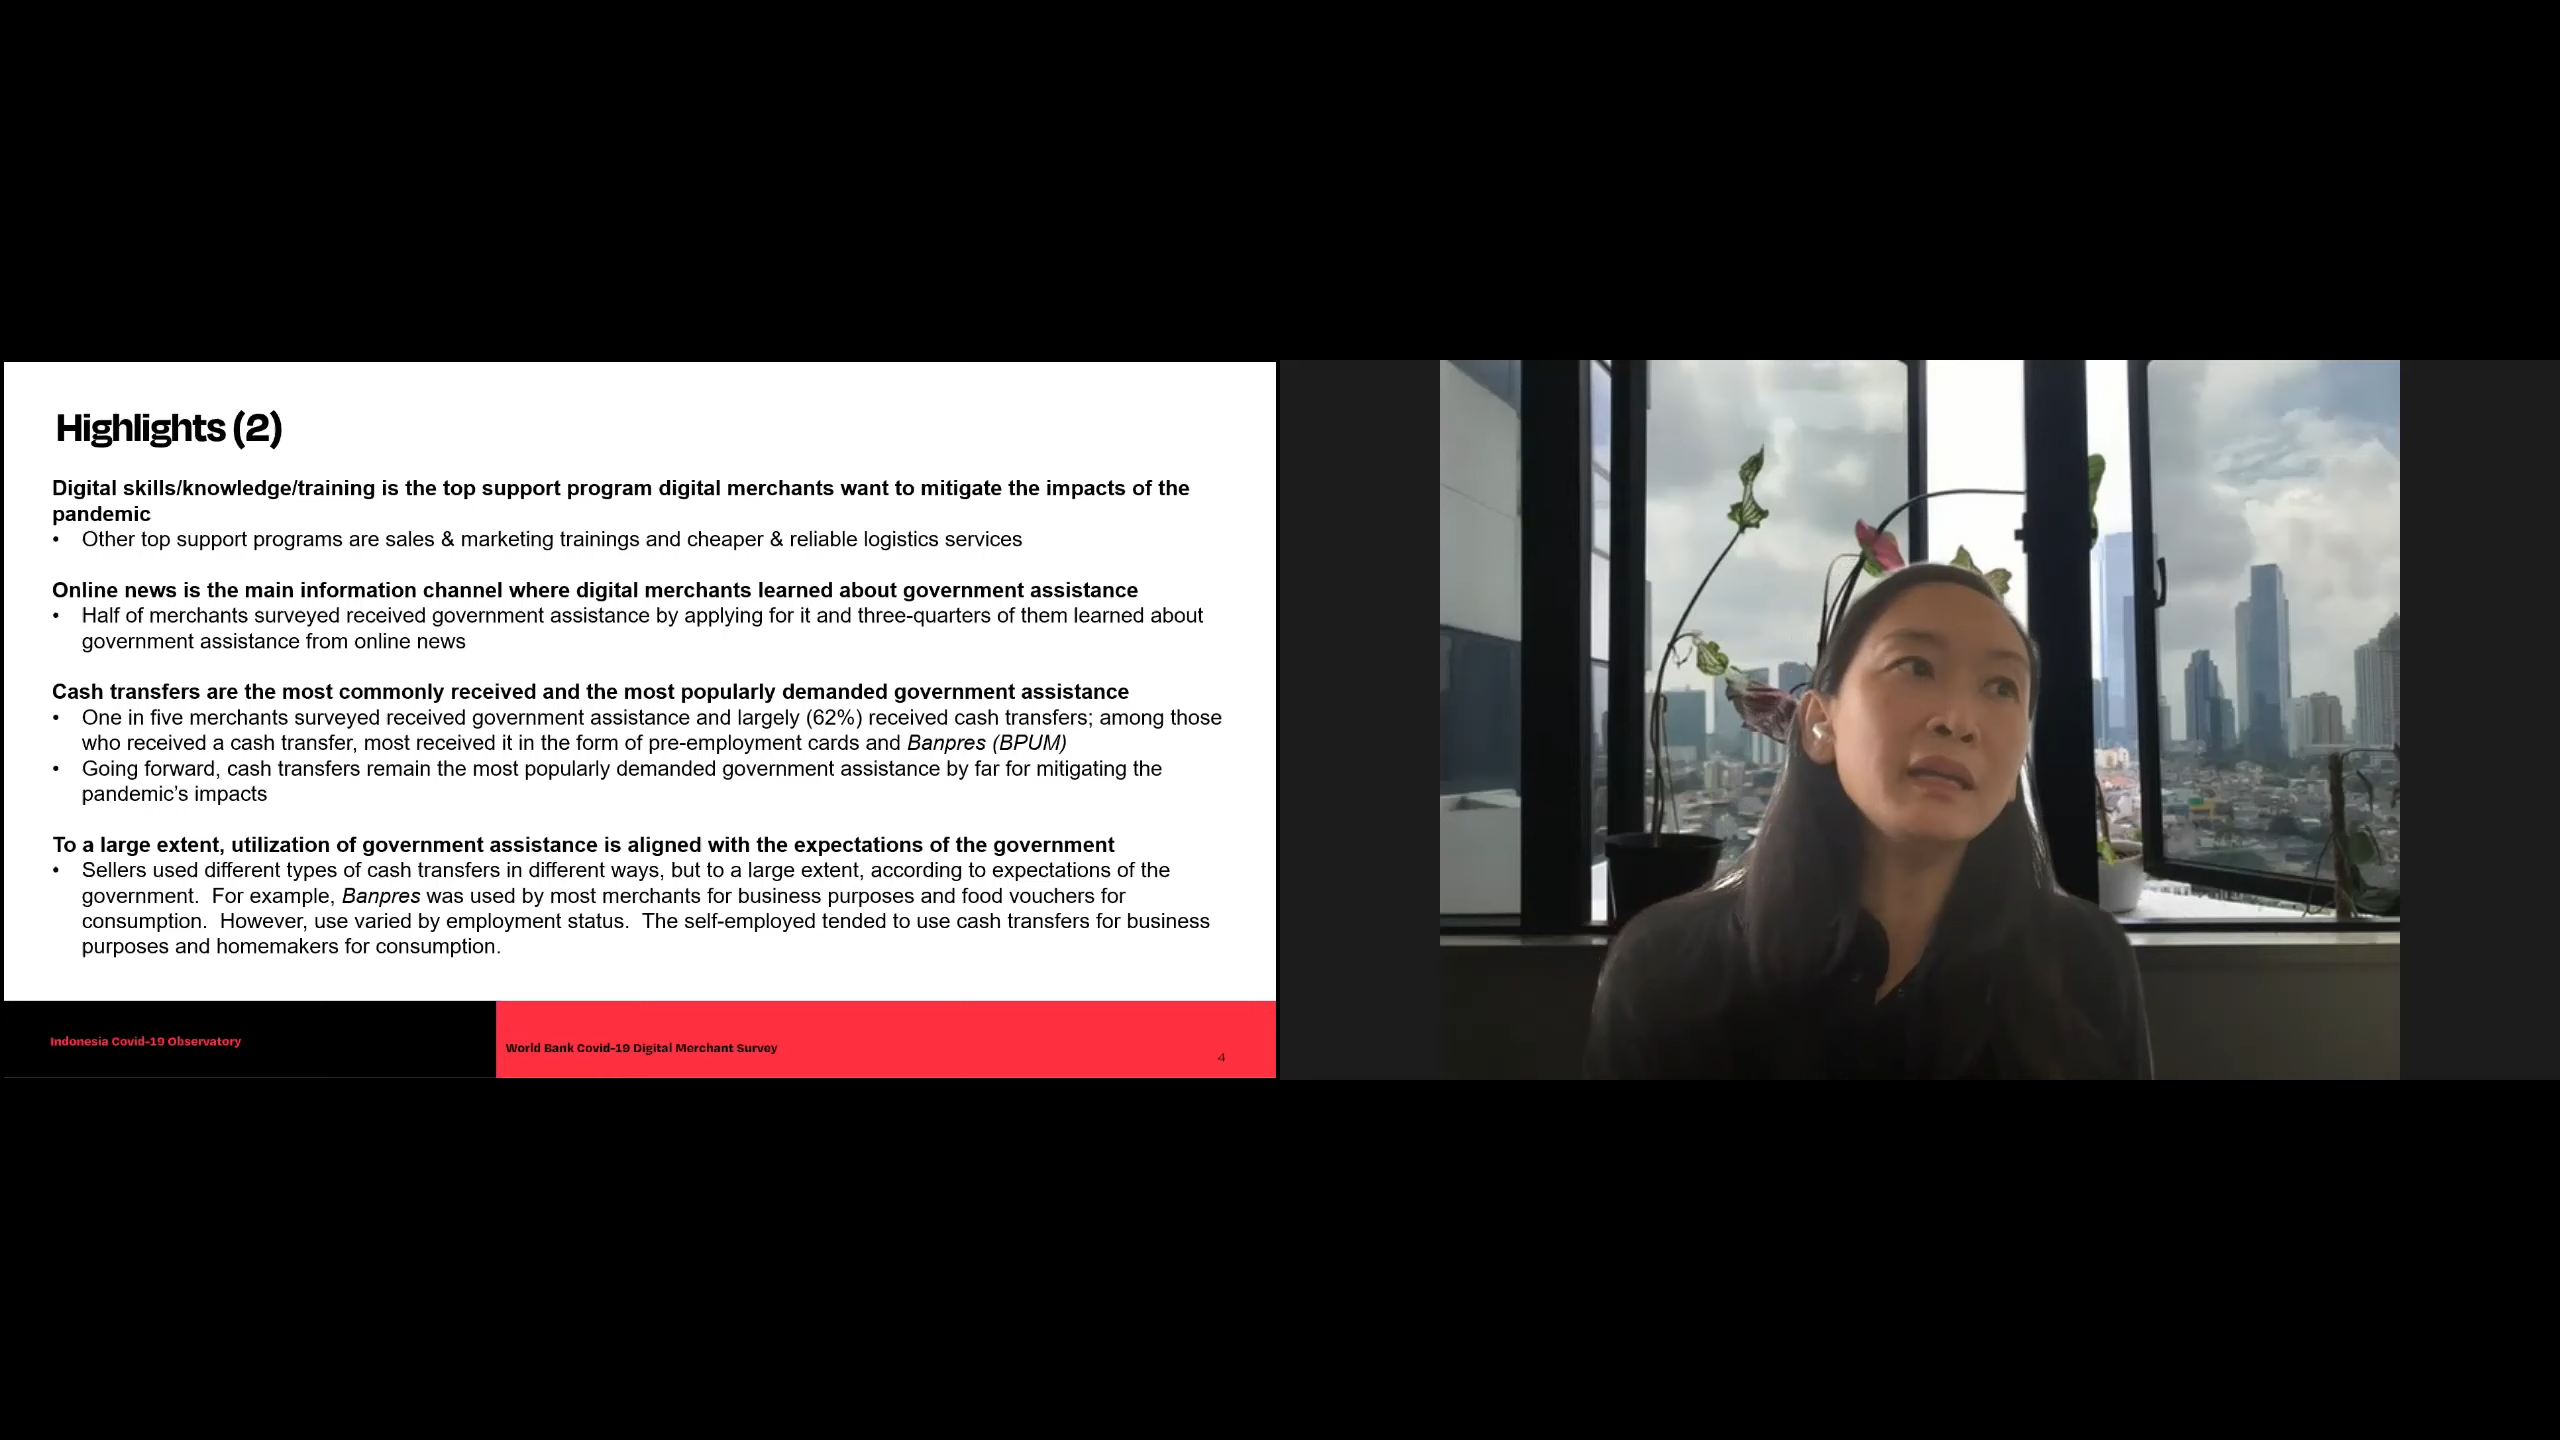 Highlights (2)
Digital skills/knowledge/training is the top support program digital merchants want to mitigate the impacts of the
pandemic
• Other top support programs are sales & marketing trainings and cheaper & reliable logistics services
Online news is the main information channel where digital merchants learned about government assistance
• Half of merchants surveyed received government assistance by applying for it and three-quarters of them learned about
government assistance from online news
Cash transfers are the most commonly received and the most popularly demanded government assistance
• One in five merchants surveyed received government assistance and largely (62%) received cash transfers; among those
who received a cash transfer, most received it in the form of pre-employment cards and Banpres (BPUM)
• Going forward, cash transfers remain the most popularly demanded government assistance by far for mitigating the
pandemic’s impacts
To a large extent, utilization of government assistance is aligned with the expectations of the government
• Sellers used different types of cash transfers in different ways, but to a large extent, according to expectations of the
government.  For example, Banpres was used by most merchants for business purposes and food vouchers for
consumption.  However, use varied by employment status.  The self-employed tended to use cash transfers for business
purposes and homemakers for consumption.
Indonesia Covid-19 Observatory
World Bank Covid-19 Digital Merchant Survey
4